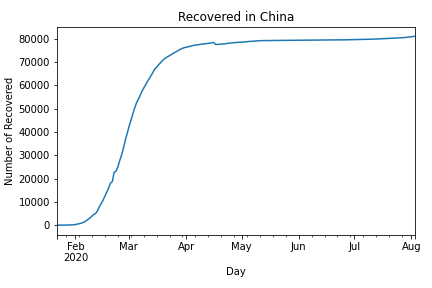 Recovered in China
80000
70000
60000
50000
40000
30000
20000
10000
0
Number of Recovered
Feb
2020
Mar
Apr
May
Jun
Jul
Aug
Day